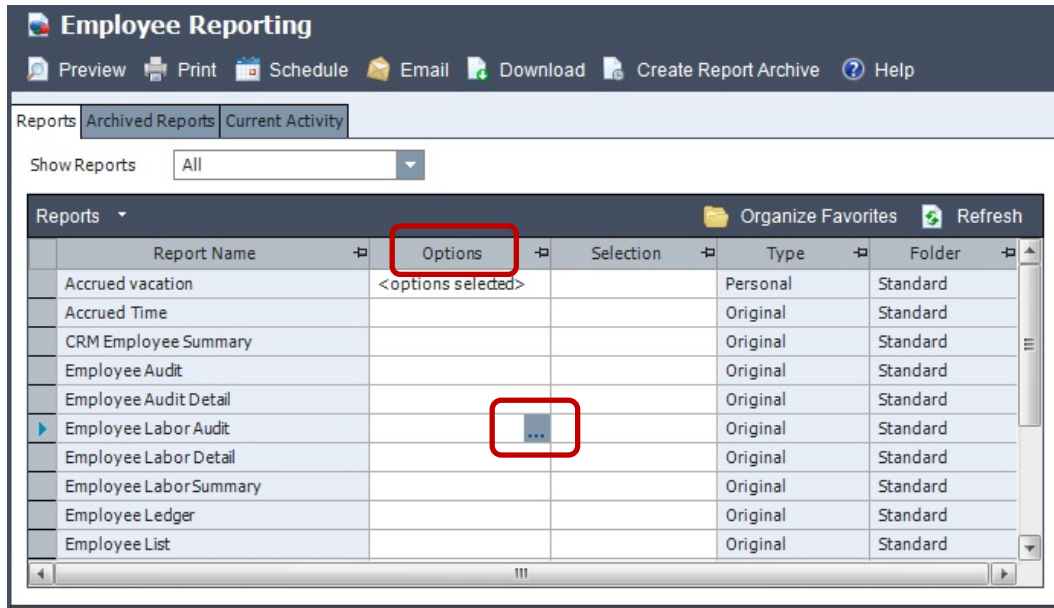 Employee Reporting
Preview Print Schedule Email Download Create Report Archive ? Help
Reports Archived Reports Current Activity
Show Reports All
Reports Organize Favorites Refresh
Report Name Options Selection Type Folder
Accrued vacation <options selected> Personal Standard
Accrued Time Original Standard
CRM Employee Summary Original Standard
Employee Audit Original Standard
Employee Audit Detail Original Standard
Employee Labor Audit ... Original Standard
Employee Labor Detail Original Standard
Employee Labor Summary Original Standard
Employee Ledger Original Standard
Employee List Original Standard